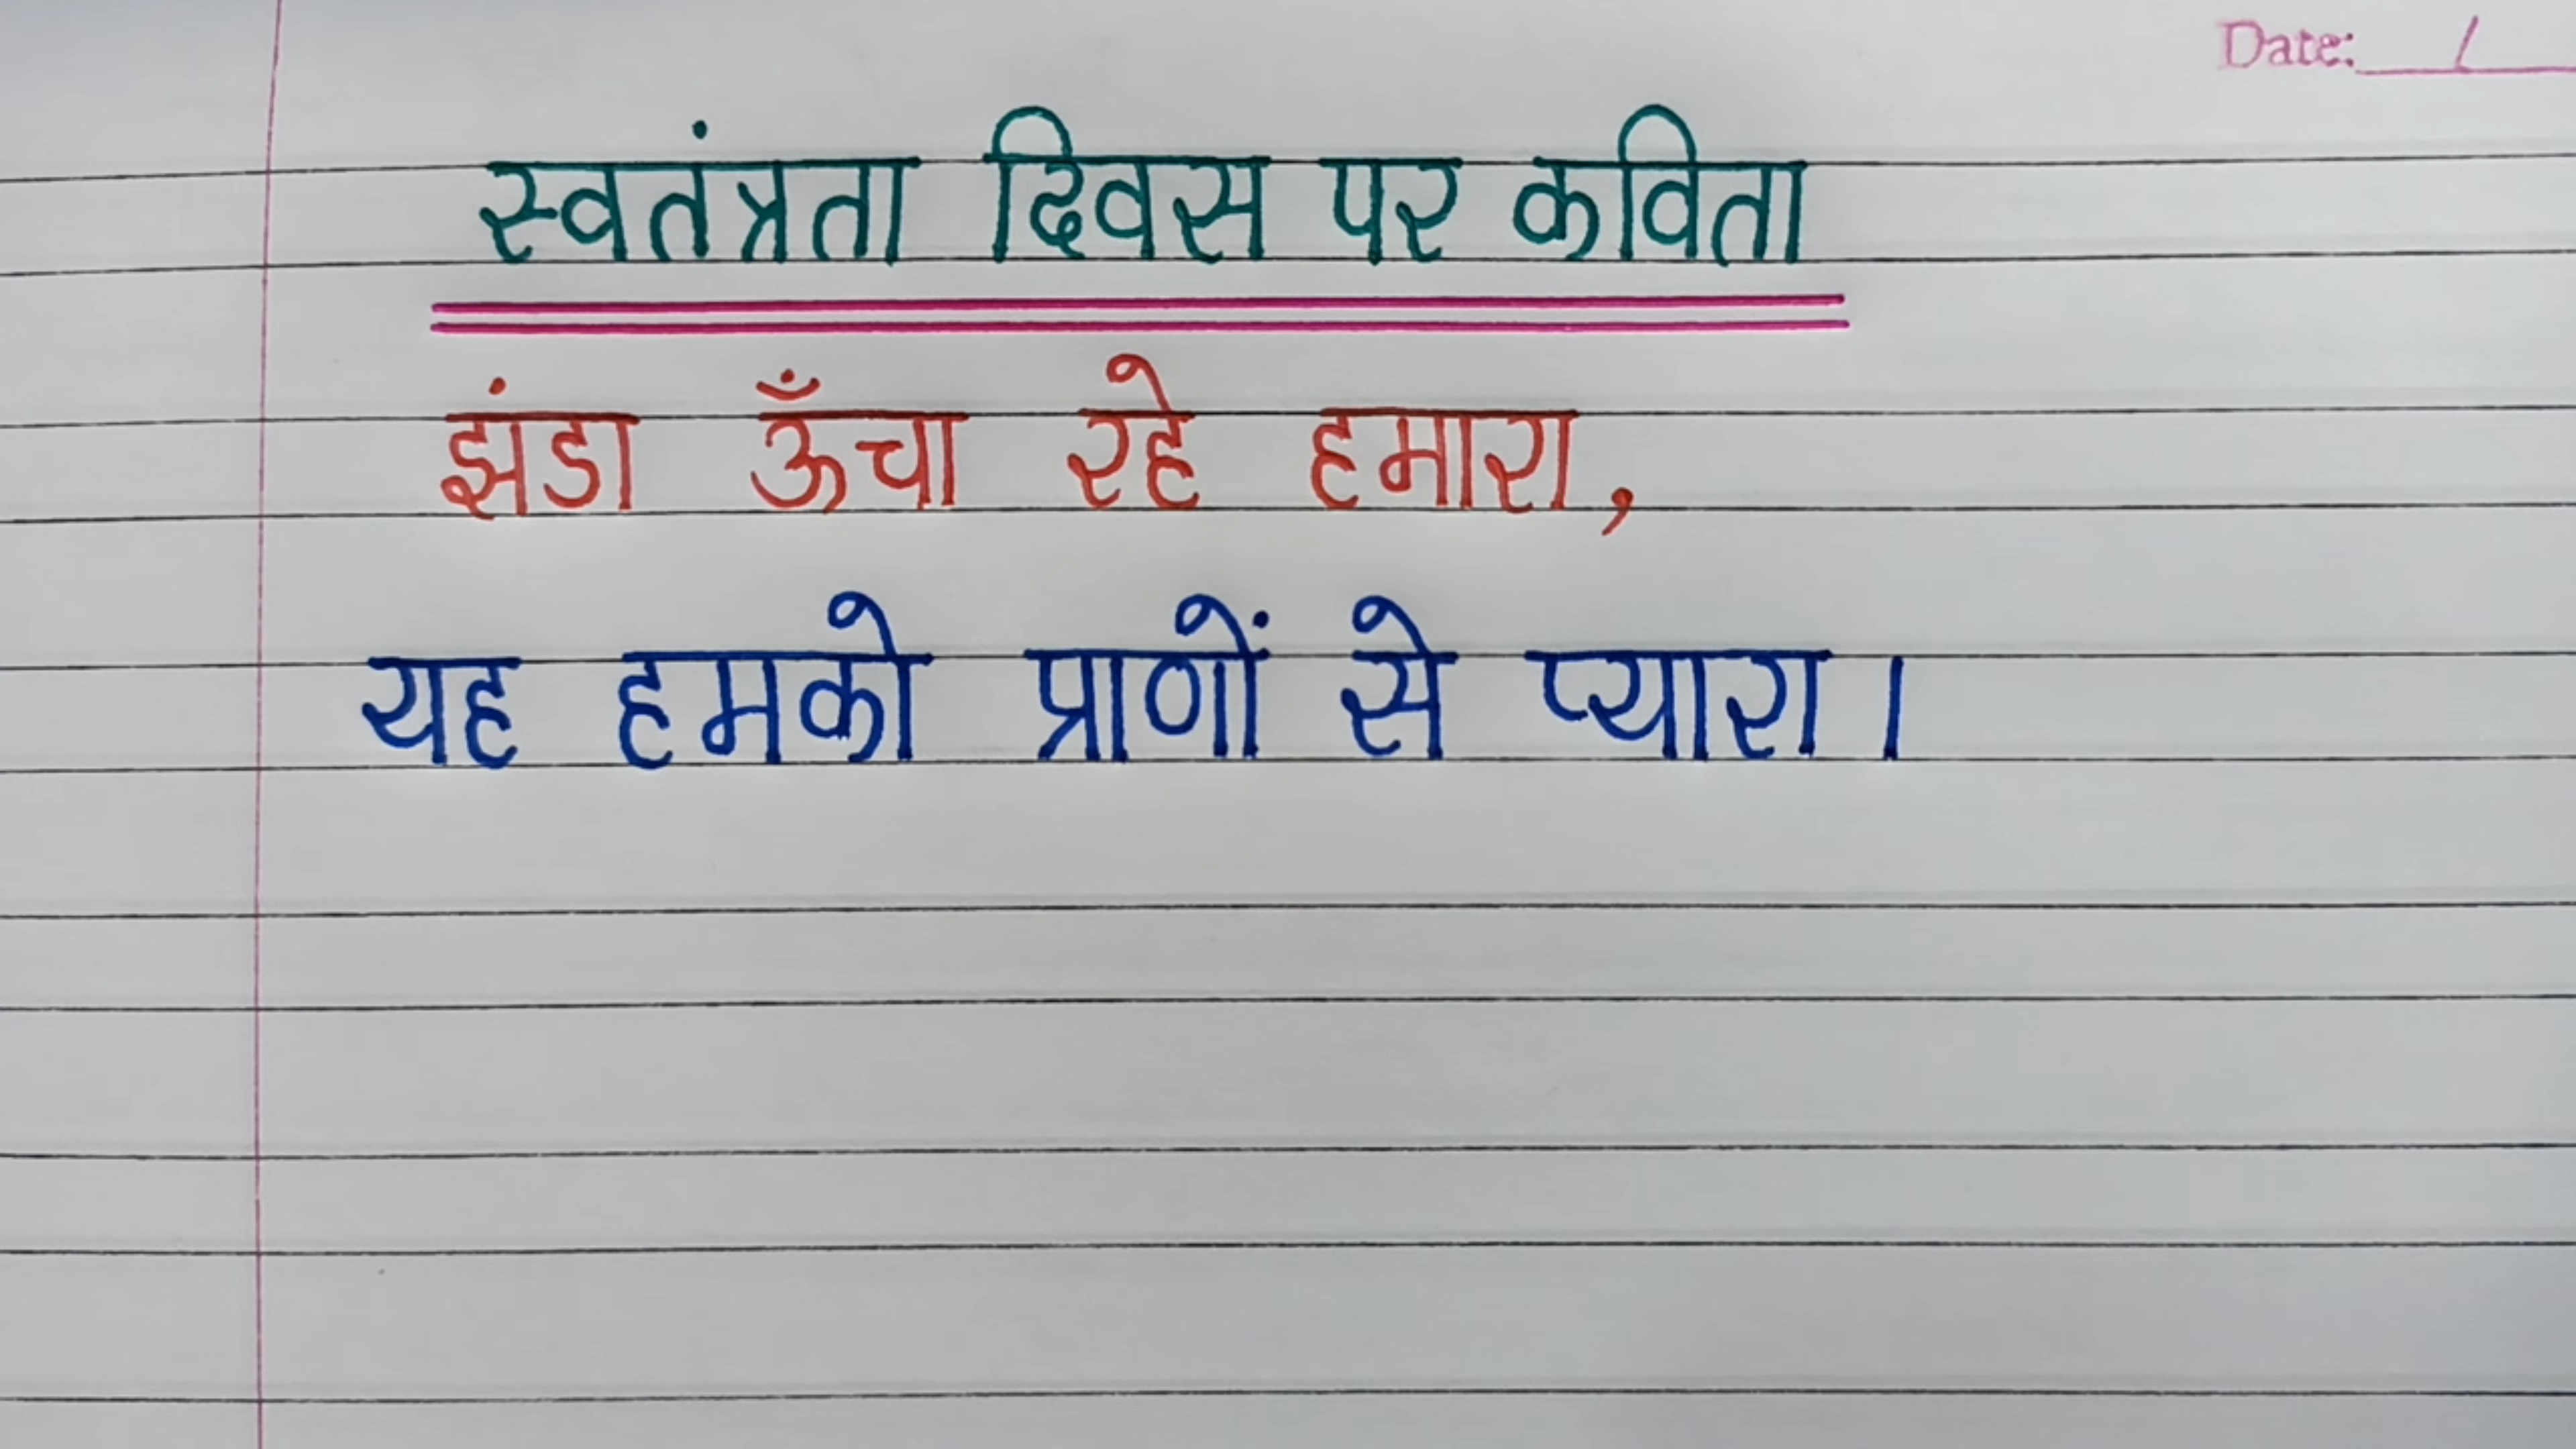 Date: /
स्वतंत्रता दिवस पर कविता
झंडा ऊँचा रहे हमारा,
यह हमको प्राणों से प्यारा।